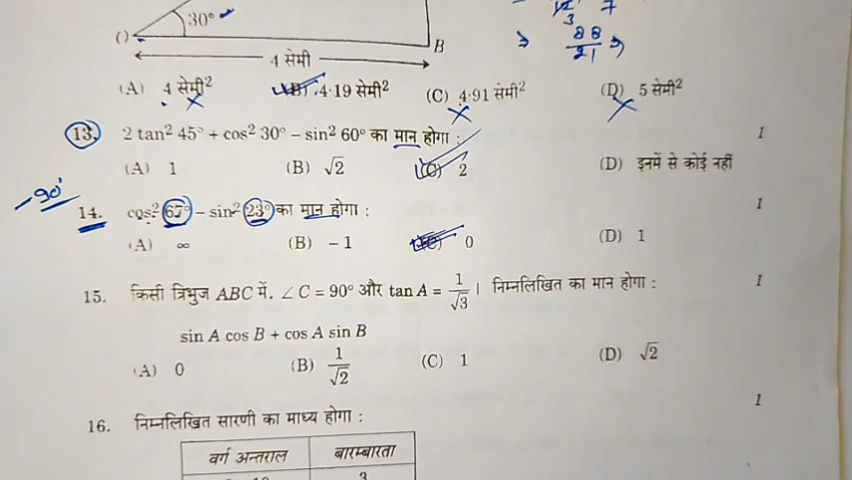 30°
O
B
4 सेमी
88
21
(A) 4 सेमी² (B) 4·19 सेमी² (C) 4·91 सेमी² (D) 5 सेमी²
13. 2 tan² 45° + cos² 30° − sin² 60° का मान होगा : 1
(A) 1 (B) √2 (C) 2 (D) इनमें से कोई नहीं
90°
14. cos² 67° − sin² 23° का मान होगा : 1
(A) ∞ (B) − 1 (C) 0 (D) 1
15. किसी त्रिभुज ABC में, ∠ C = 90° और tan A = 1/√3 । निम्नलिखित का मान होगा : 1
sin A cos B + cos A sin B
(A) 0 (B) 1/√2 (C) 1 (D) √2
16. निम्नलिखित सारणी का माध्य होगा : 1
वर्ग अन्तराल बारम्बारता
3